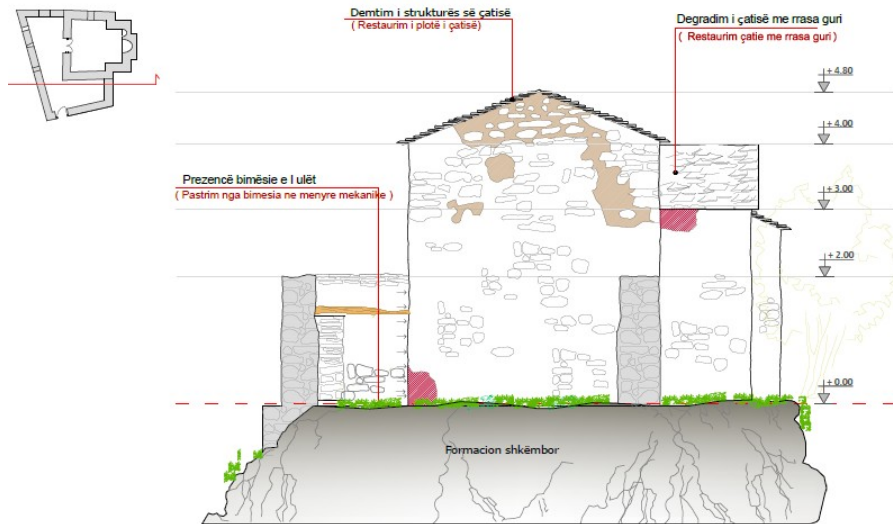 Demtim i strukturës së çatisë
( Restaurimi i plotë i çatisë)
Degradim i çatisë me rrasa guri
( Restaurim çatie me rrasa guri )
+ 4.80
+ 4.00
Prezencë bimësie e l ulët
( Pastrim nga bimesia ne menyre mekanike )
+ 3.00
+ 2.00
+ 0.00
Formacion shkëmbor